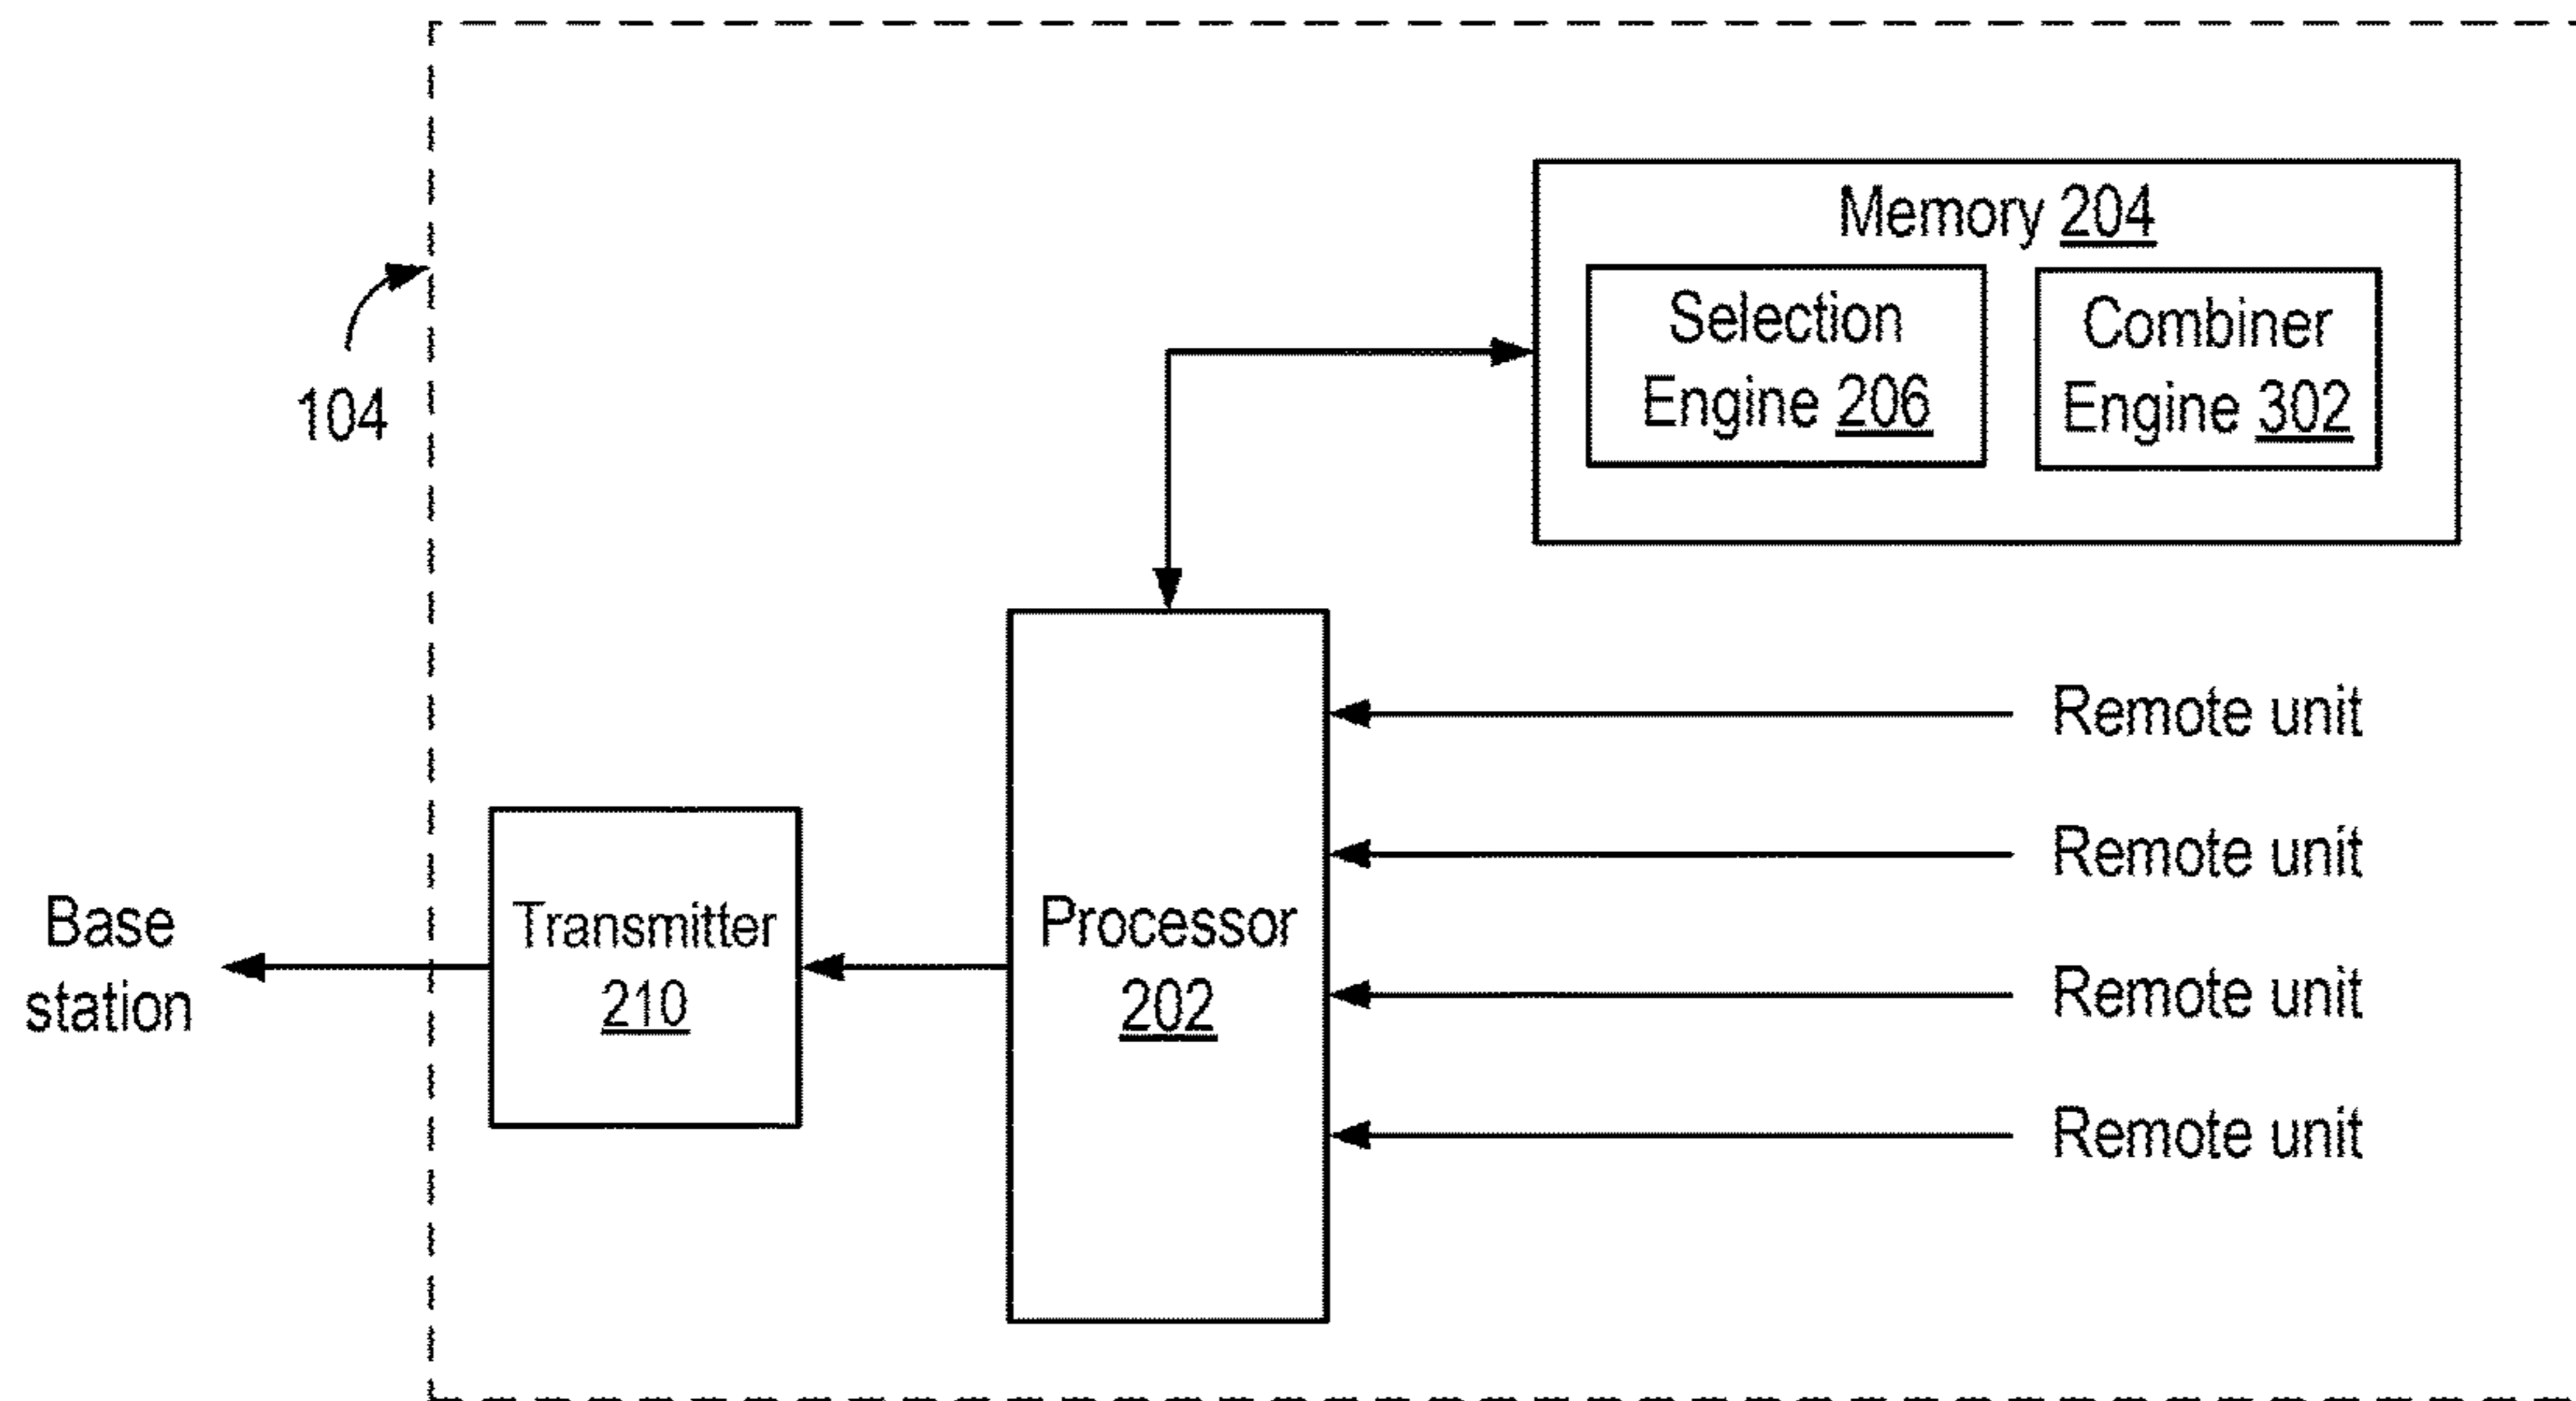 Memory 204
Selection
Engine 206
Combiner
Engine 302
104
Remote unit
Remote unit
Base
station
Transmitter
210
Processor
202
Remote unit
Remote unit